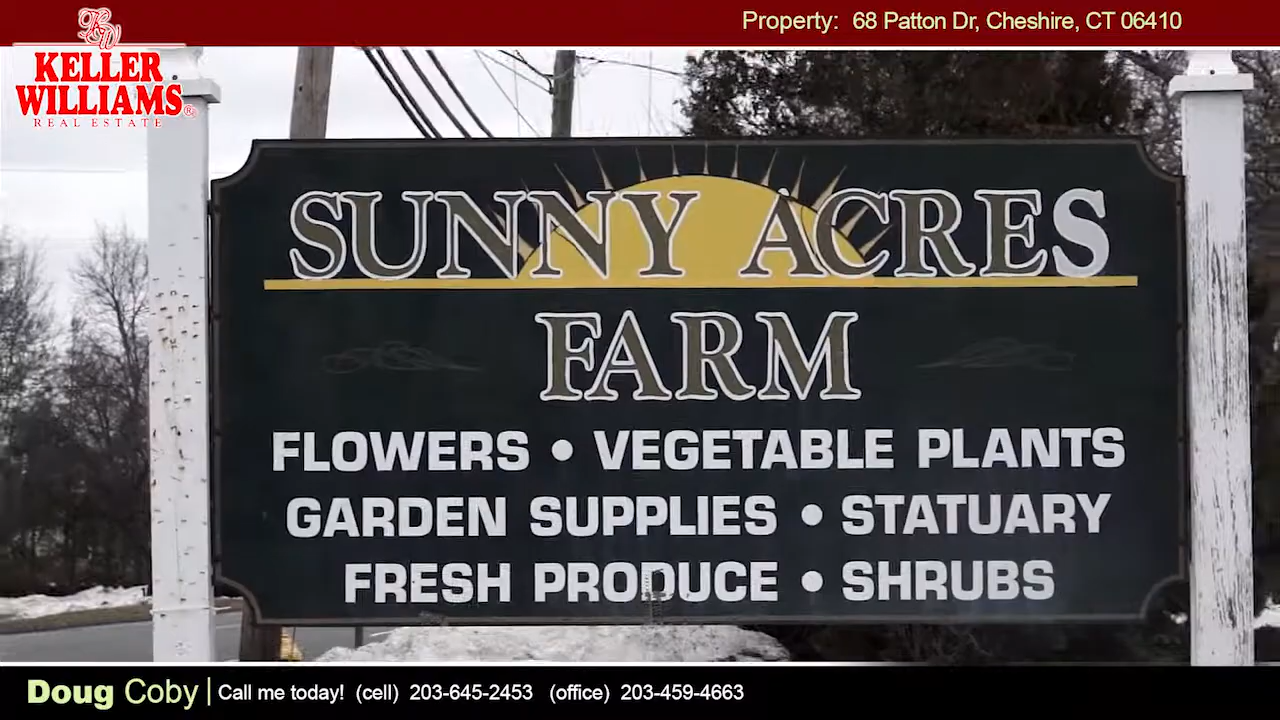 Property: 68 Patton Dr, Cheshire, CT 06410
KW
KELLER
WILLIAMS®
REAL ESTATE
SUNNY ACRES
FARM
FLOWERS • VEGETABLE PLANTS
GARDEN SUPPLIES • STATUARY
FRESH PRODUCE • SHRUBS
Doug Coby | Call me today! (cell) 203-645-2453 (office) 203-459-4663